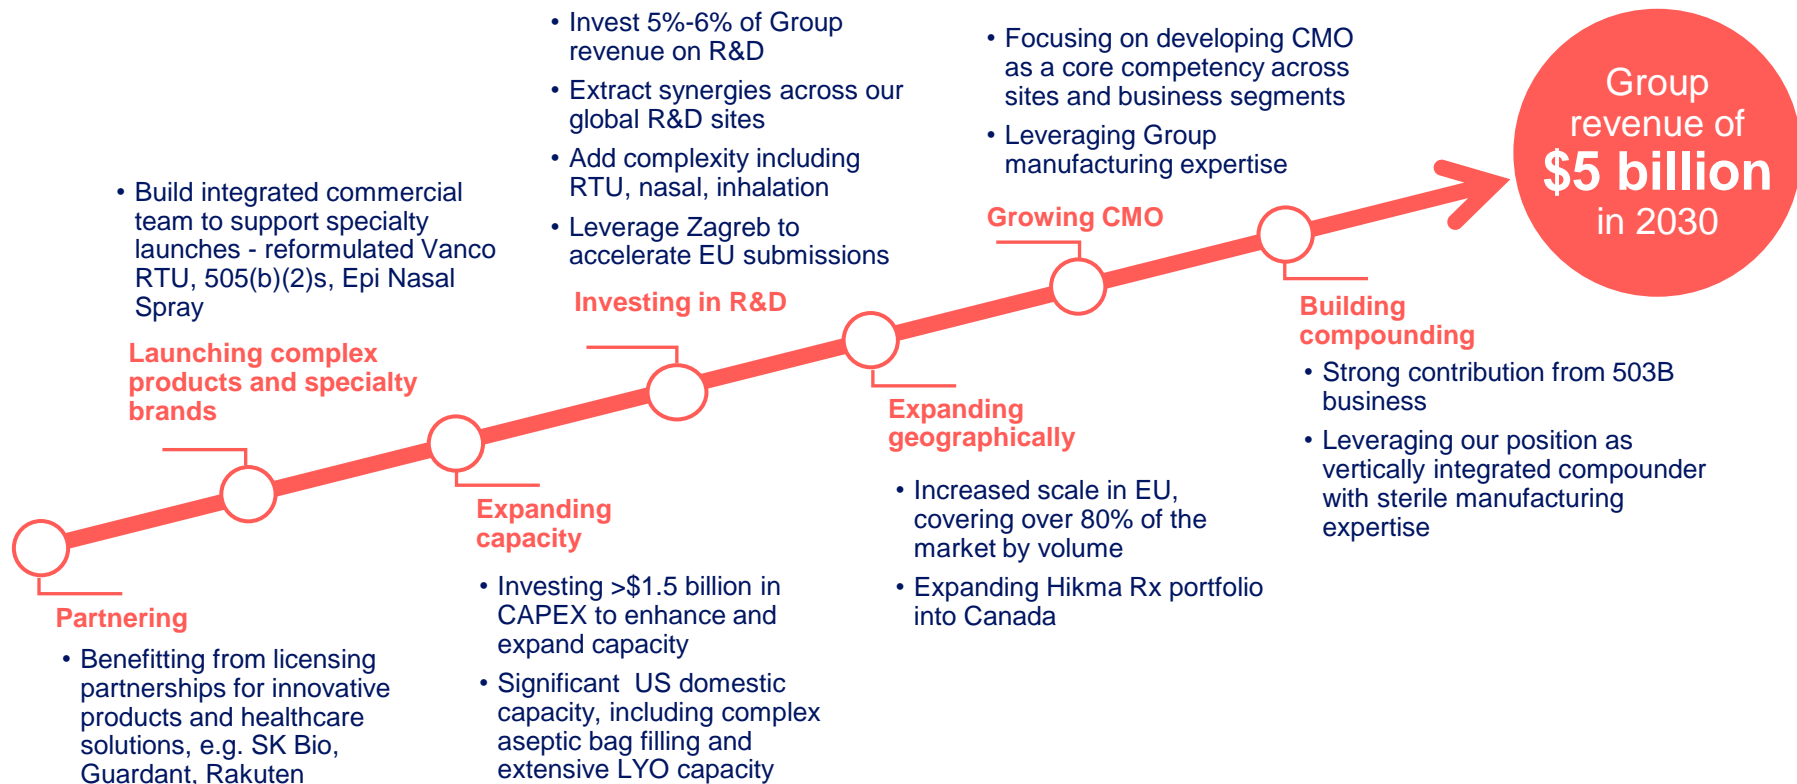 • Invest 5%-6% of Group
revenue on R&D
• Extract synergies across our
global R&D sites
• Add complexity including
RTU, nasal, inhalation
• Leverage Zagreb to
accelerate EU submissions
Investing in R&D
• Focusing on developing CMO
as a core competency across
sites and business segments
• Leveraging Group
manufacturing expertise
Growing CMO
Group
revenue of
$5 billion
in 2030
• Build integrated commercial
team to support specialty
launches - reformulated Vanco
RTU, 505(b)(2)s, Epi Nasal
Spray
Launching complex
products and specialty
brands
Building
compounding
• Strong contribution from 503B
business
• Leveraging our position as
vertically integrated compounder
with sterile manufacturing
expertise
Expanding
geographically
• Increased scale in EU,
covering over 80% of the
market by volume
• Expanding Hikma Rx portfolio
into Canada
Expanding
capacity
• Investing >$1.5 billion in
CAPEX to enhance and
expand capacity
• Significant  US domestic
capacity, including complex
aseptic bag filling and
extensive LYO capacity
Partnering
• Benefitting from licensing
partnerships for innovative
products and healthcare
solutions, e.g. SK Bio,
Guardant, Rakuten